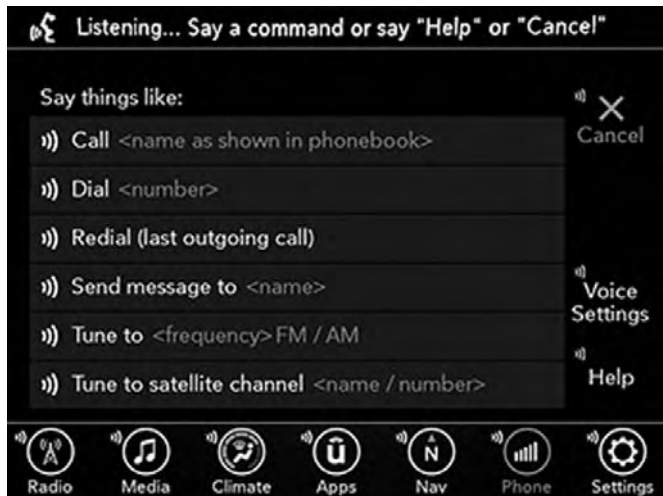 Listening... Say a command or say "Help" or "Cancel"
Say things like:
Call <name as shown in phonebook>
Dial <number>
Redial (last outgoing call)
Send message to <name>
Tune to <frequency> FM / AM
Tune to satellite channel <name / number>
Cancel
Voice
Settings
Help
û N
Radio Media Climate Apps Nav Phone Settings